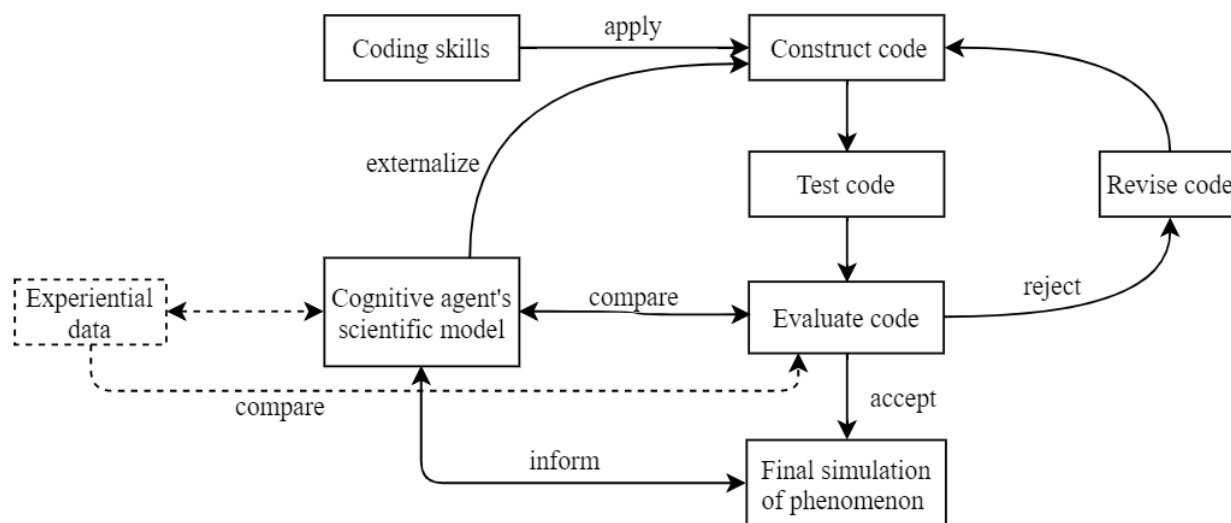 Coding skills
apply
Construct code
externalize
Test code
Revise code
Experiential
data
Cognitive agent's
scientific model
compare
Evaluate code
reject
compare
accept
inform
Final simulation
of phenomenon